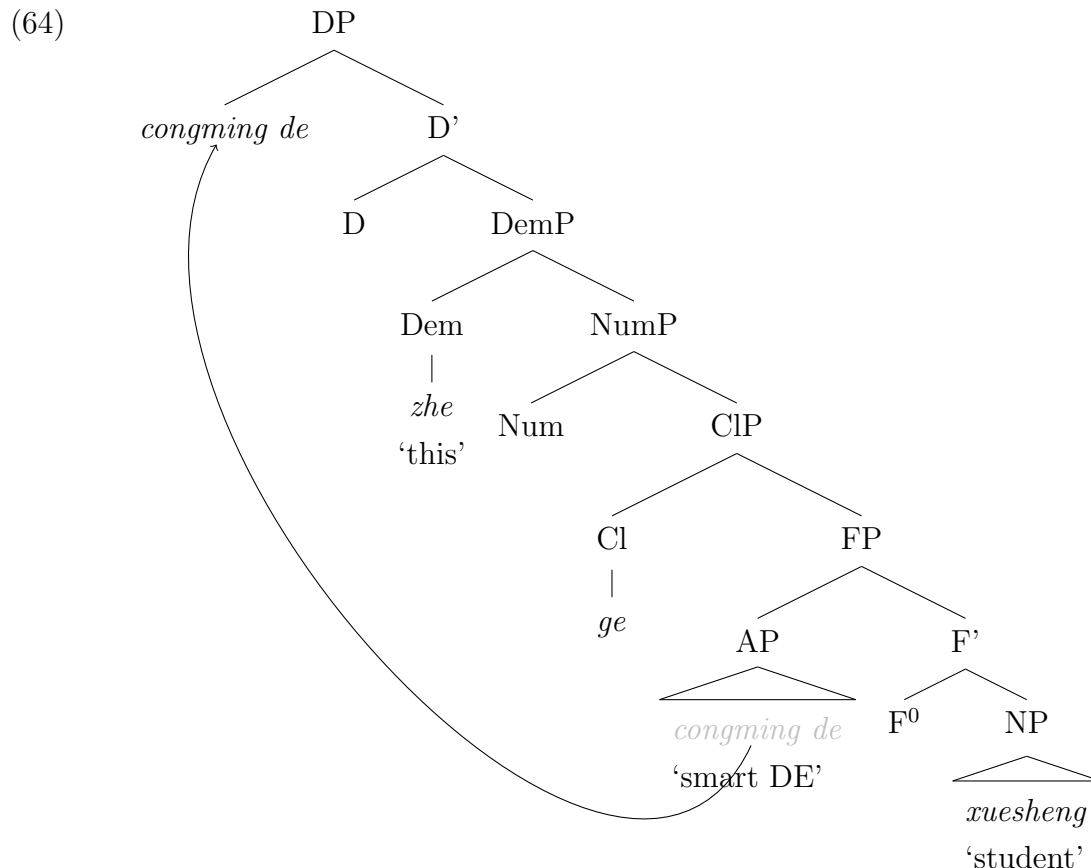 (64) DP
congming de D’
D DemP
Dem NumP
zhe Num ClP
‘this’
Cl FP
ge AP F’
congming de F⁰ NP
‘smart DE’
xuesheng
‘student’